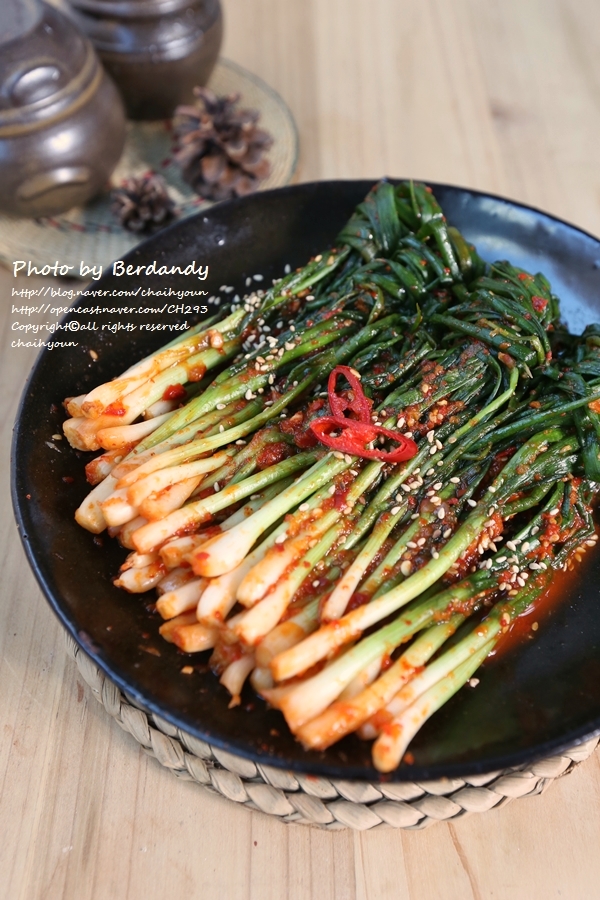 Photo by Berdandy
http://blog.naver.com/chaihyoun
http://opencast.naver.com/CH293
Copyright©all rights reserved
chaihyoun